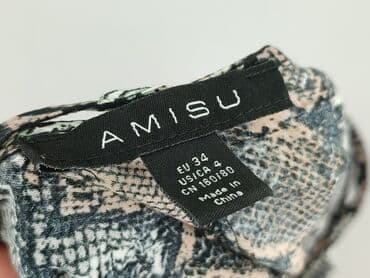 AMISU
EU 34
US/CA 4
CN 160/80
Made in
China